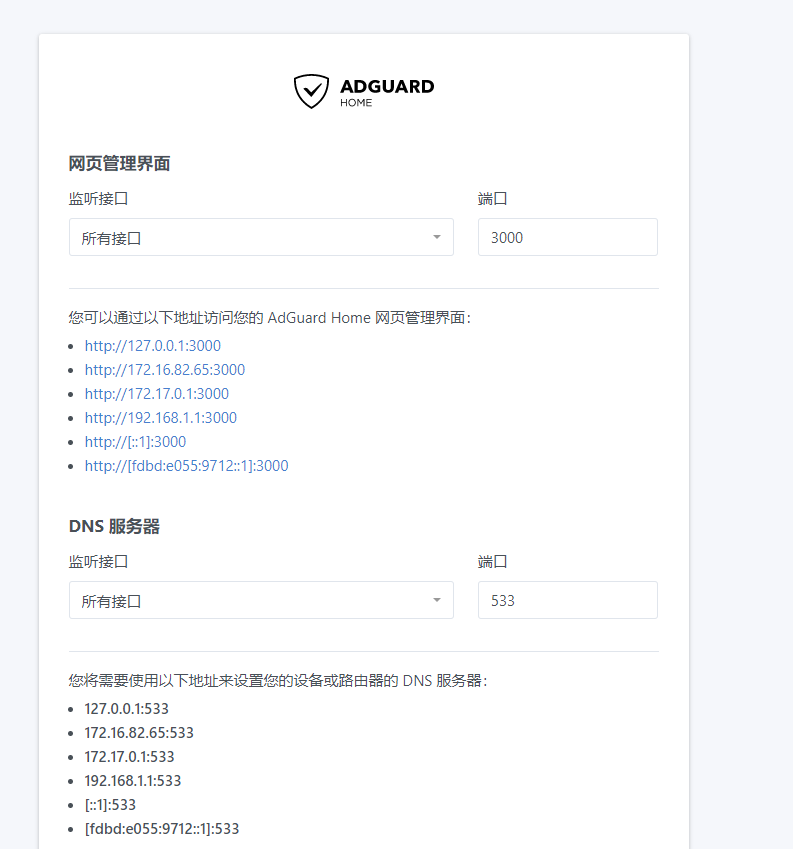 ADGUARD
HOME
网页管理界面
监听接口 端口
所有接口 3000
您可以通过以下地址访问您的 AdGuard Home 网页管理界面：
http://127.0.0.1:3000
http://172.16.82.65:3000
http://172.17.0.1:3000
http://192.168.1.1:3000
http://[::1]:3000
http://[fdbd:e055:9712::1]:3000
DNS 服务器
监听接口 端口
所有接口 533
您将需要使用以下地址来设置您的设备或路由器的 DNS 服务器：
127.0.0.1:533
172.16.82.65:533
172.17.0.1:533
192.168.1.1:533
[::1]:533
[fdbd:e055:9712::1]:533